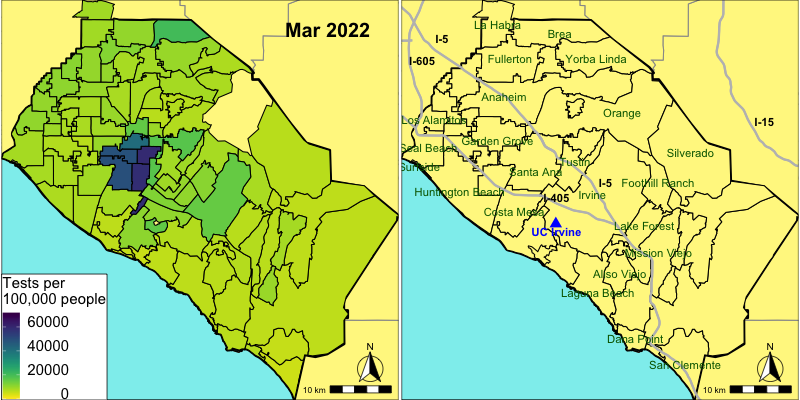 Mar 2022
Tests per
100,000 people
60000
40000
20000
0
N
10 km
La Habra
I-5
Brea
I-605
Fullerton
Yorba Linda
Anaheim
Orange
Los Alamitos
I-15
Garden Grove
Seal Beach
Silverado
Tustin
Sunside
Santa Ana
I-5
Foothill Ranch
Huntington Beach
I-405
Irvine
Costa Mesa
UC Irvine
Lake Forest
Mission Viejo
Aliso Viejo
Laguna Beach
Dana Point
San Clemente
N
10 km